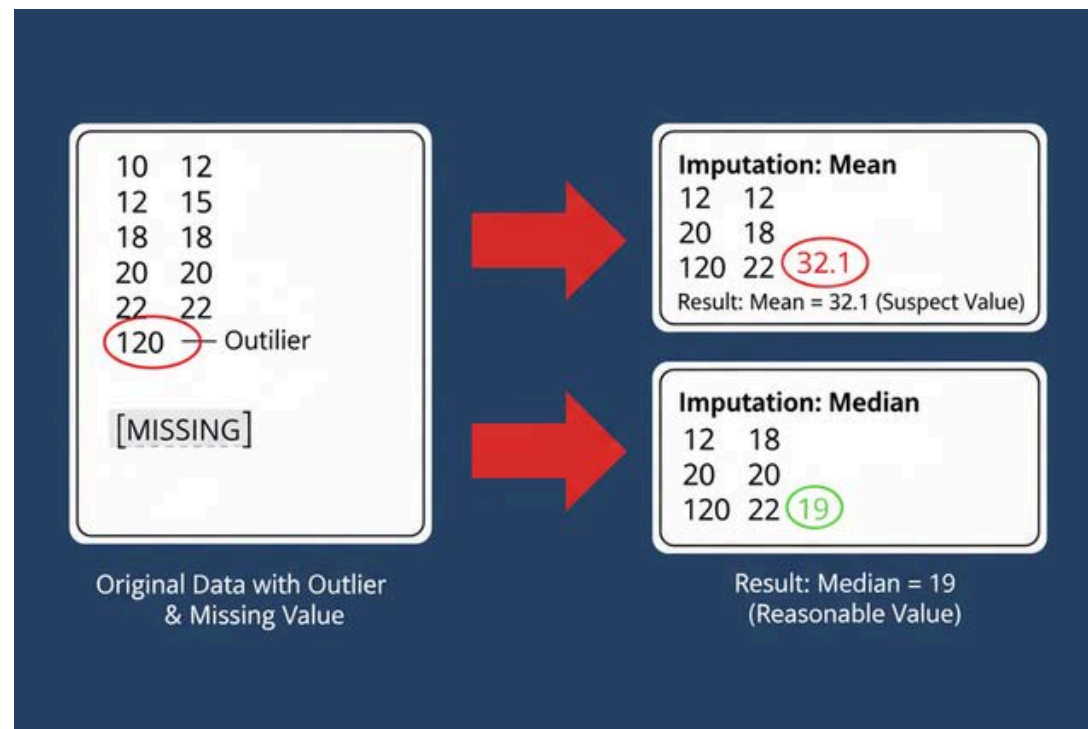 10 12
12 15
18 18
20 20
22 22
120 — Outilier
[MISSING]
Original Data with Outlier
& Missing Value
Imputation: Mean
12 12
20 18
120 22 32.1
Result: Mean = 32.1 (Suspect Value)
Imputation: Median
12 18
20 20
120 22 19
Result: Median = 19
(Reasonable Value)